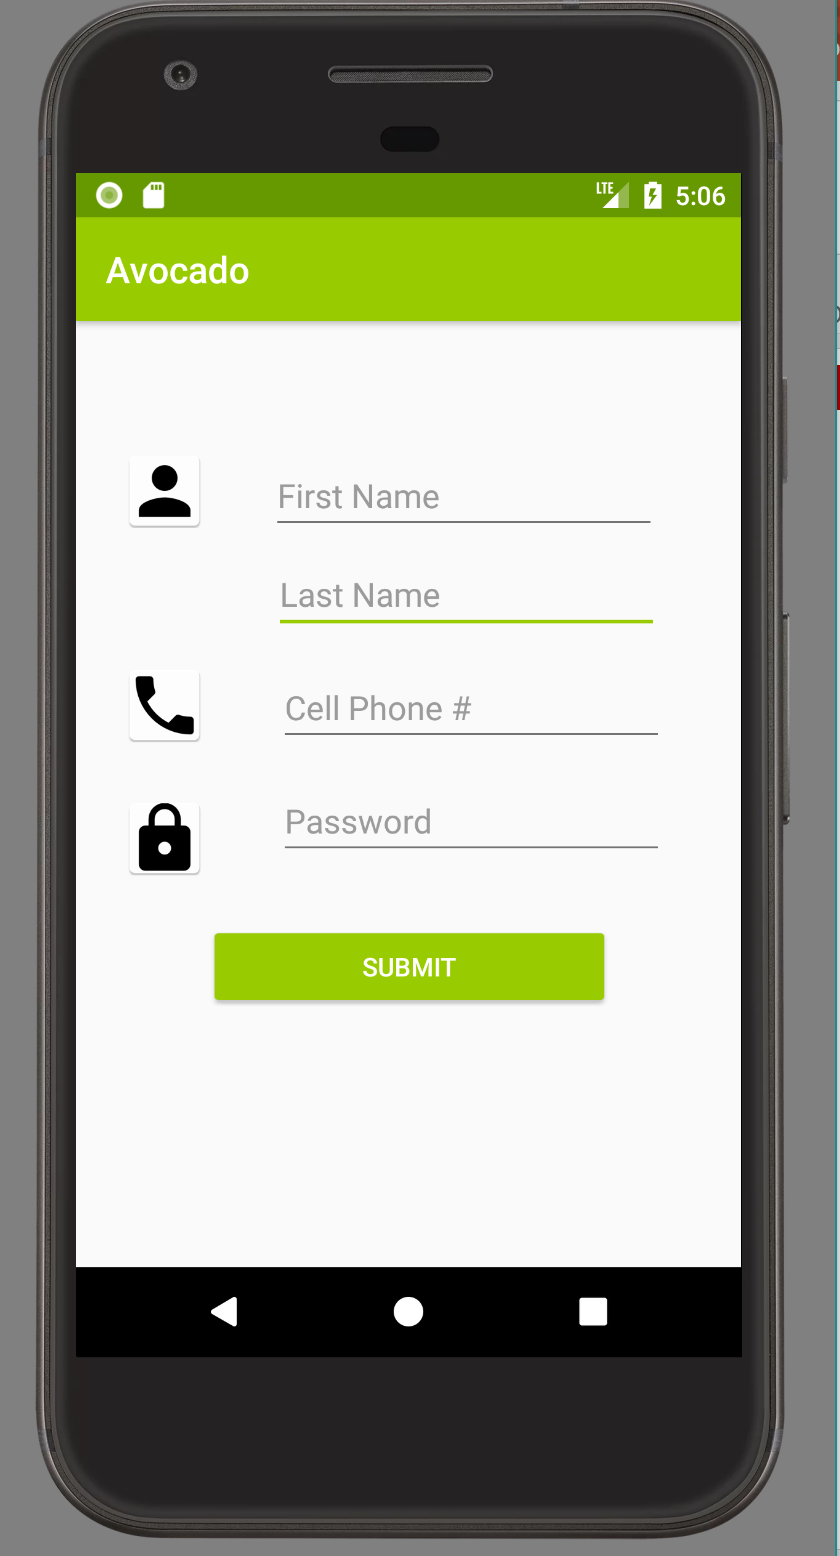 LTE 5:06
Avocado
First Name
Last Name
Cell Phone #
Password
SUBMIT